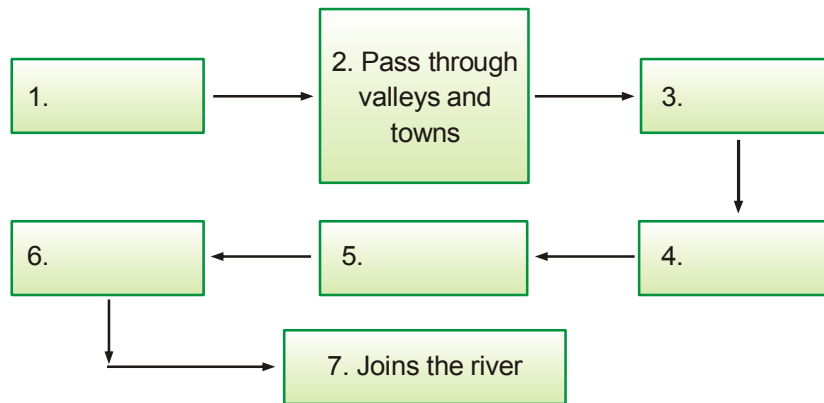 1.
2. Pass through
valleys and
towns
3.
4.
5.
6.
7. Joins the river